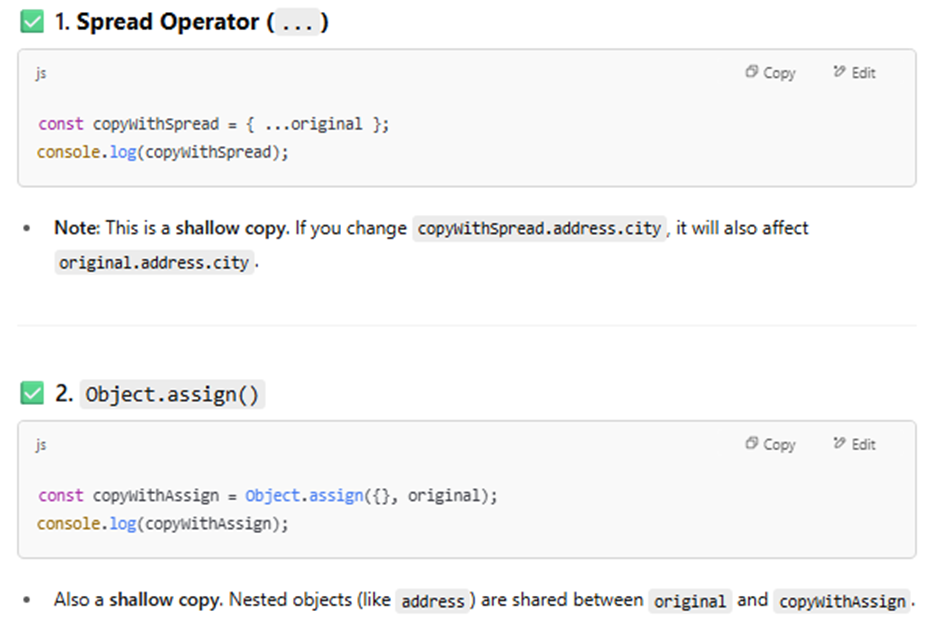 ✅ 1. Spread Operator (...)
js Copy Edit
const copyWithSpread = { ...original };
console.log(copyWithSpread);
• Note: This is a shallow copy. If you change copyWithSpread.address.city, it will also affect
original.address.city.
✅ 2. Object.assign()
js Copy Edit
const copyWithAssign = Object.assign({}, original);
console.log(copyWithAssign);
• Also a shallow copy. Nested objects (like address) are shared between original and copyWithAssign.